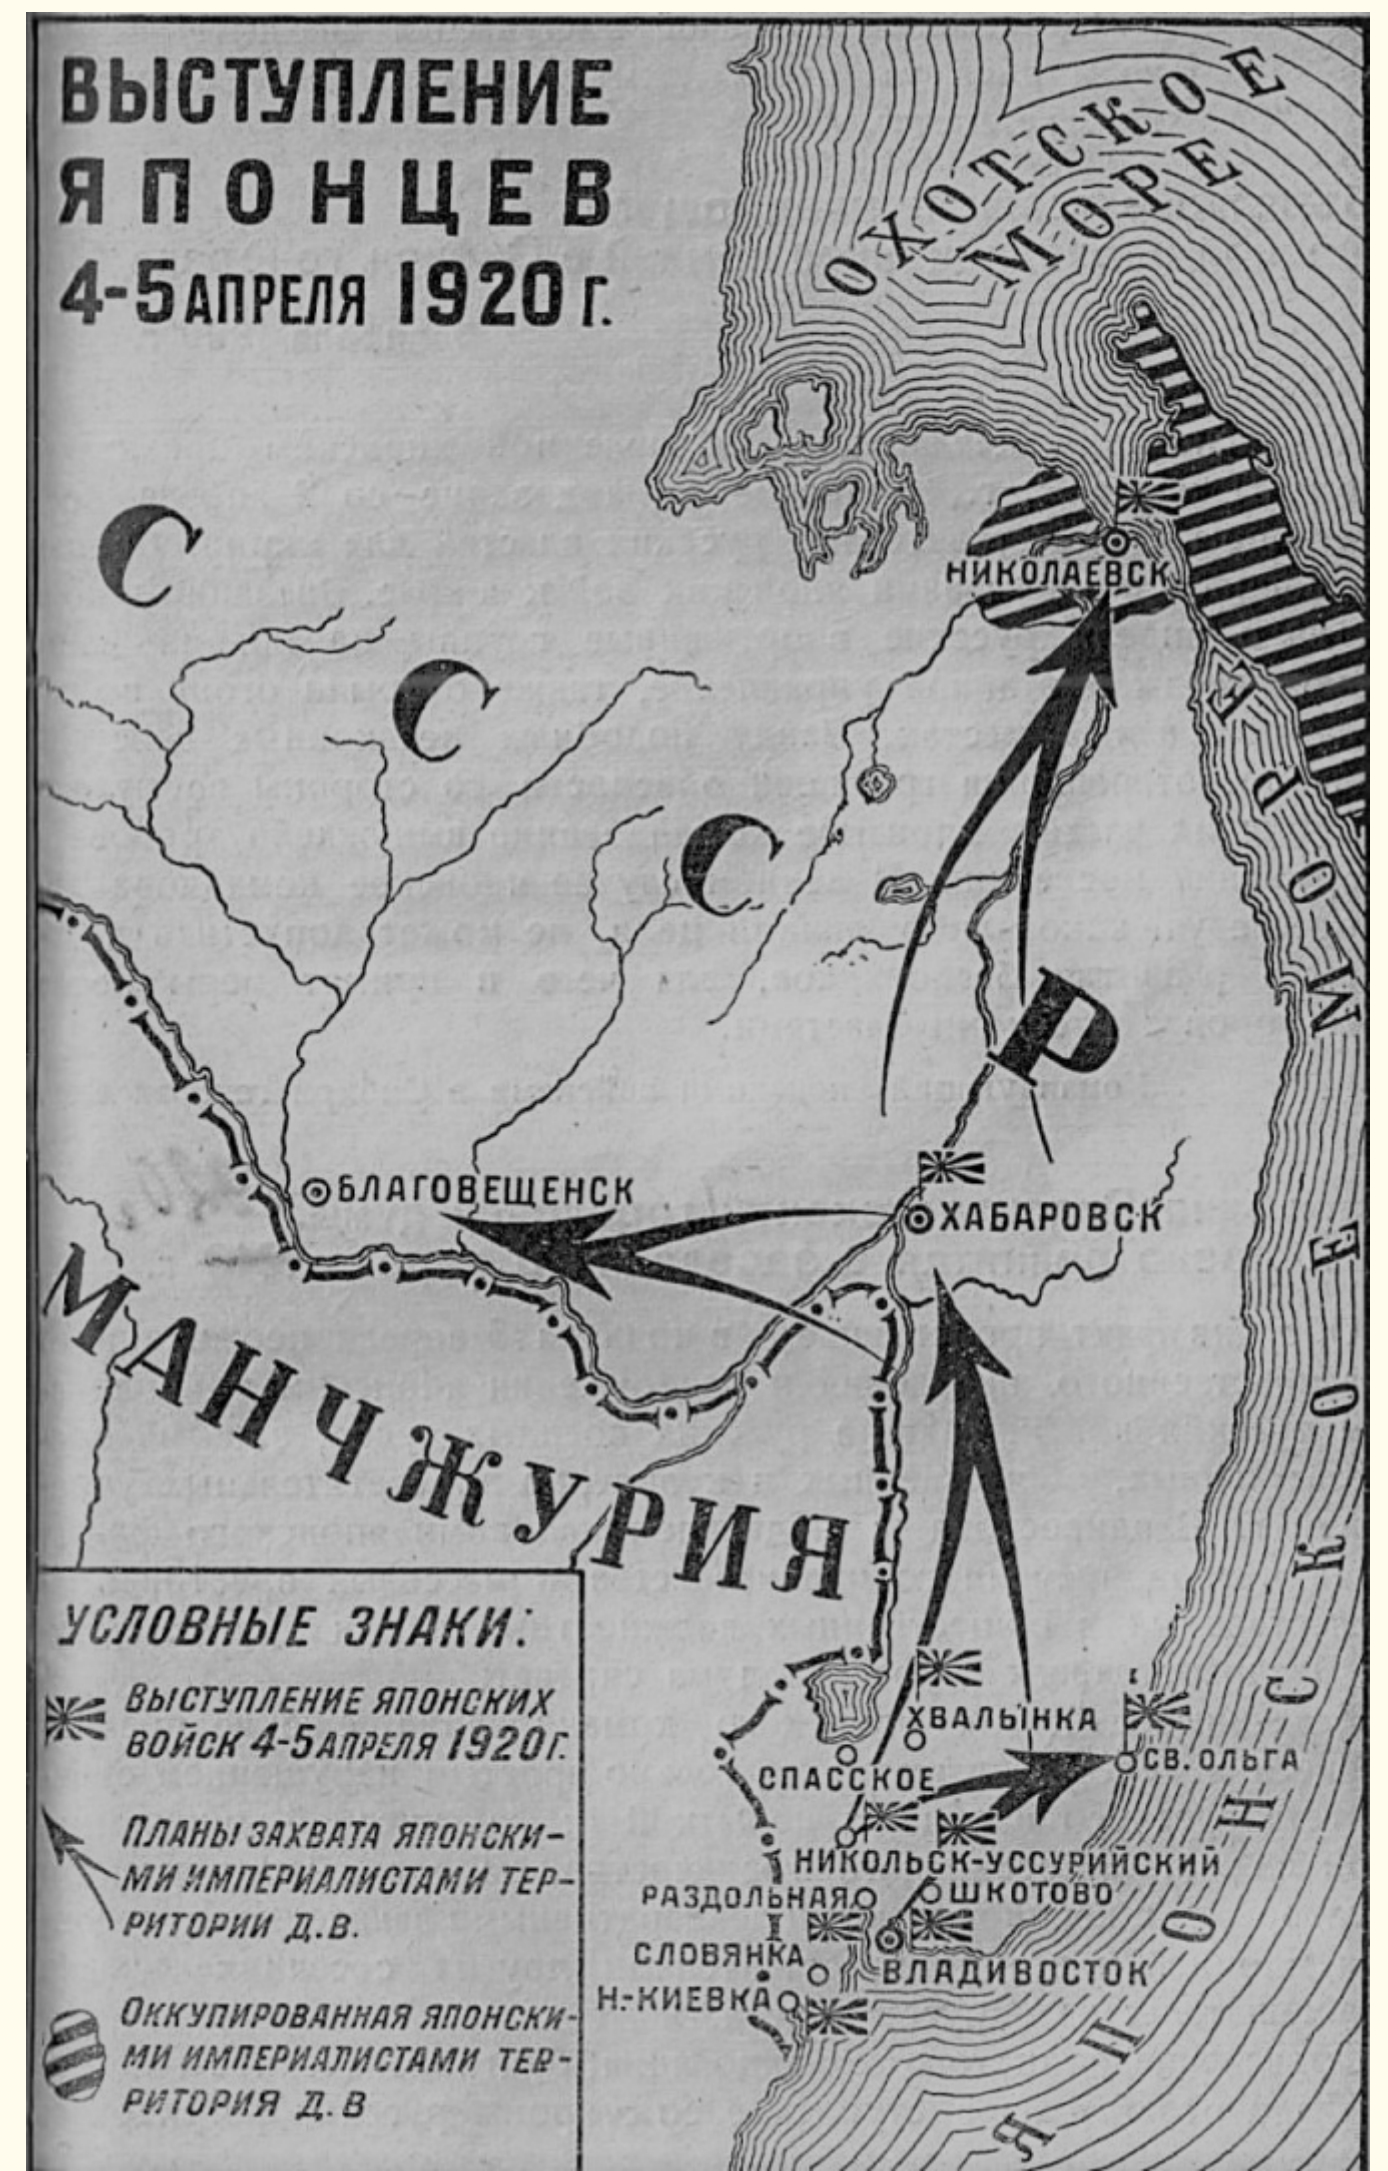 ВЫСТУПЛЕНИЕ
ЯПОНЦЕВ
4-5 АПРЕЛЯ 1920 Г.
ОХОТСКОЕ
МОРЕ
НИКОЛАЕВСК
СССР
БЛАГОВЕЩЕНСК
ХАБАРОВСК
МАНЧЖУРИЯ
ЯПОНСКОЕ МОРЕ
ХВАЛЫНКА
СПАССКОЕ
СВ. ОЛЬГА
НИКОЛЬСК-УССУРИЙСКИЙ
РАЗДОЛЬНАЯ
ШКОТОВО
СЛОВЯНКА
ВЛАДИВОСТОК
Н.-КИЕВКА
УСЛОВНЫЕ ЗНАКИ:
ВЫСТУПЛЕНИЕ ЯПОНСКИХ
ВОЙСК 4-5 АПРЕЛЯ 1920 Г.
ПЛАНЫ ЗАХВАТА ЯПОНСКИ-
МИ ИМПЕРИАЛИСТАМИ ТЕР-
РИТОРИИ Д.В.
ОККУПИРОВАННАЯ ЯПОНСКИ-
МИ ИМПЕРИАЛИСТАМИ ТЕР-
РИТОРИЯ Д.В